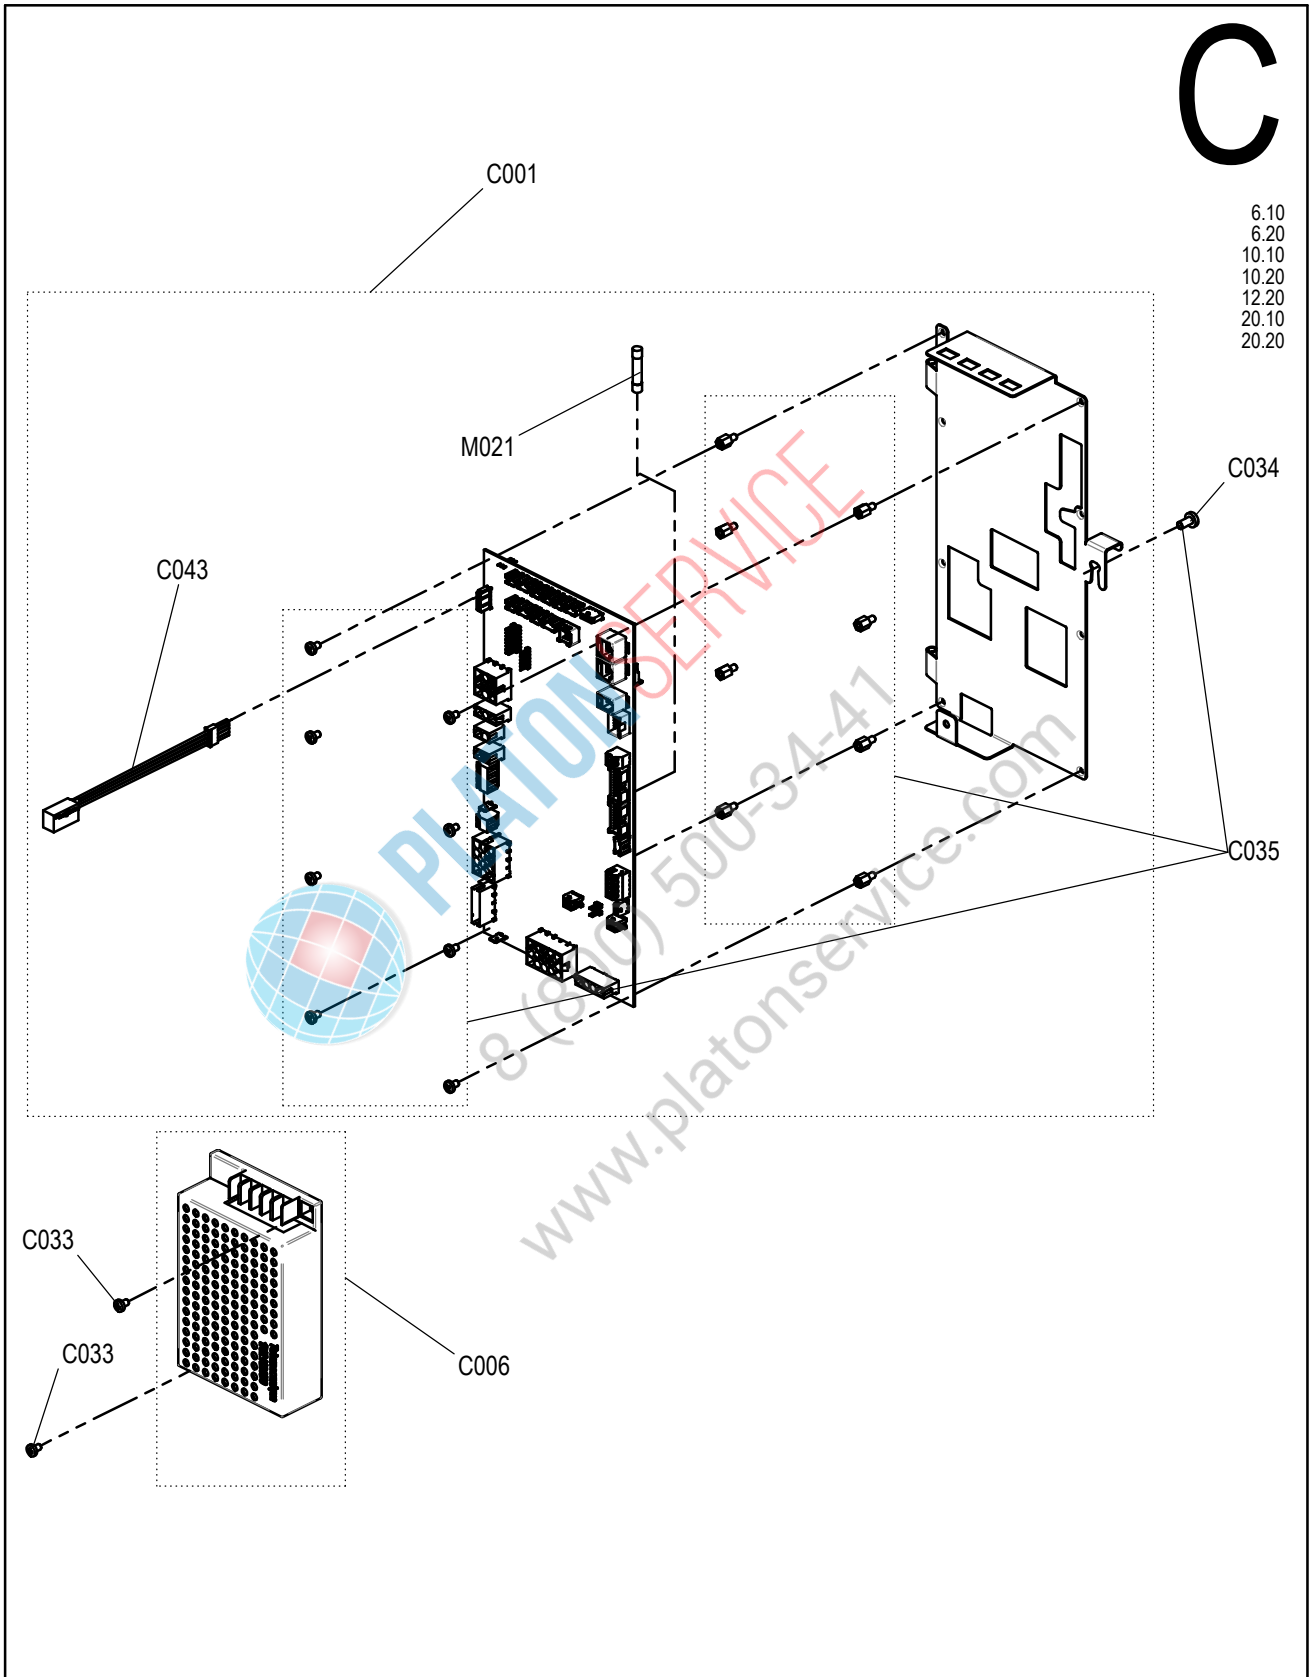 C
C001
6.10
6.20
10.10
10.20
12.20
20.10
20.20
M021
C034
C043
C035
PLATON SERVICE
8 (800) 500-34-41
www.platonservice.com
C033
C033
C006